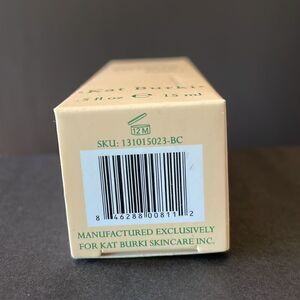 ·Kat Burki·
.5 fl oz ℮ 15 ml
12M
SKU: 131015023-BC
8 46288 00811 2
MANUFACTURED EXCLUSIVELY
FOR KAT BURKI SKINCARE INC.